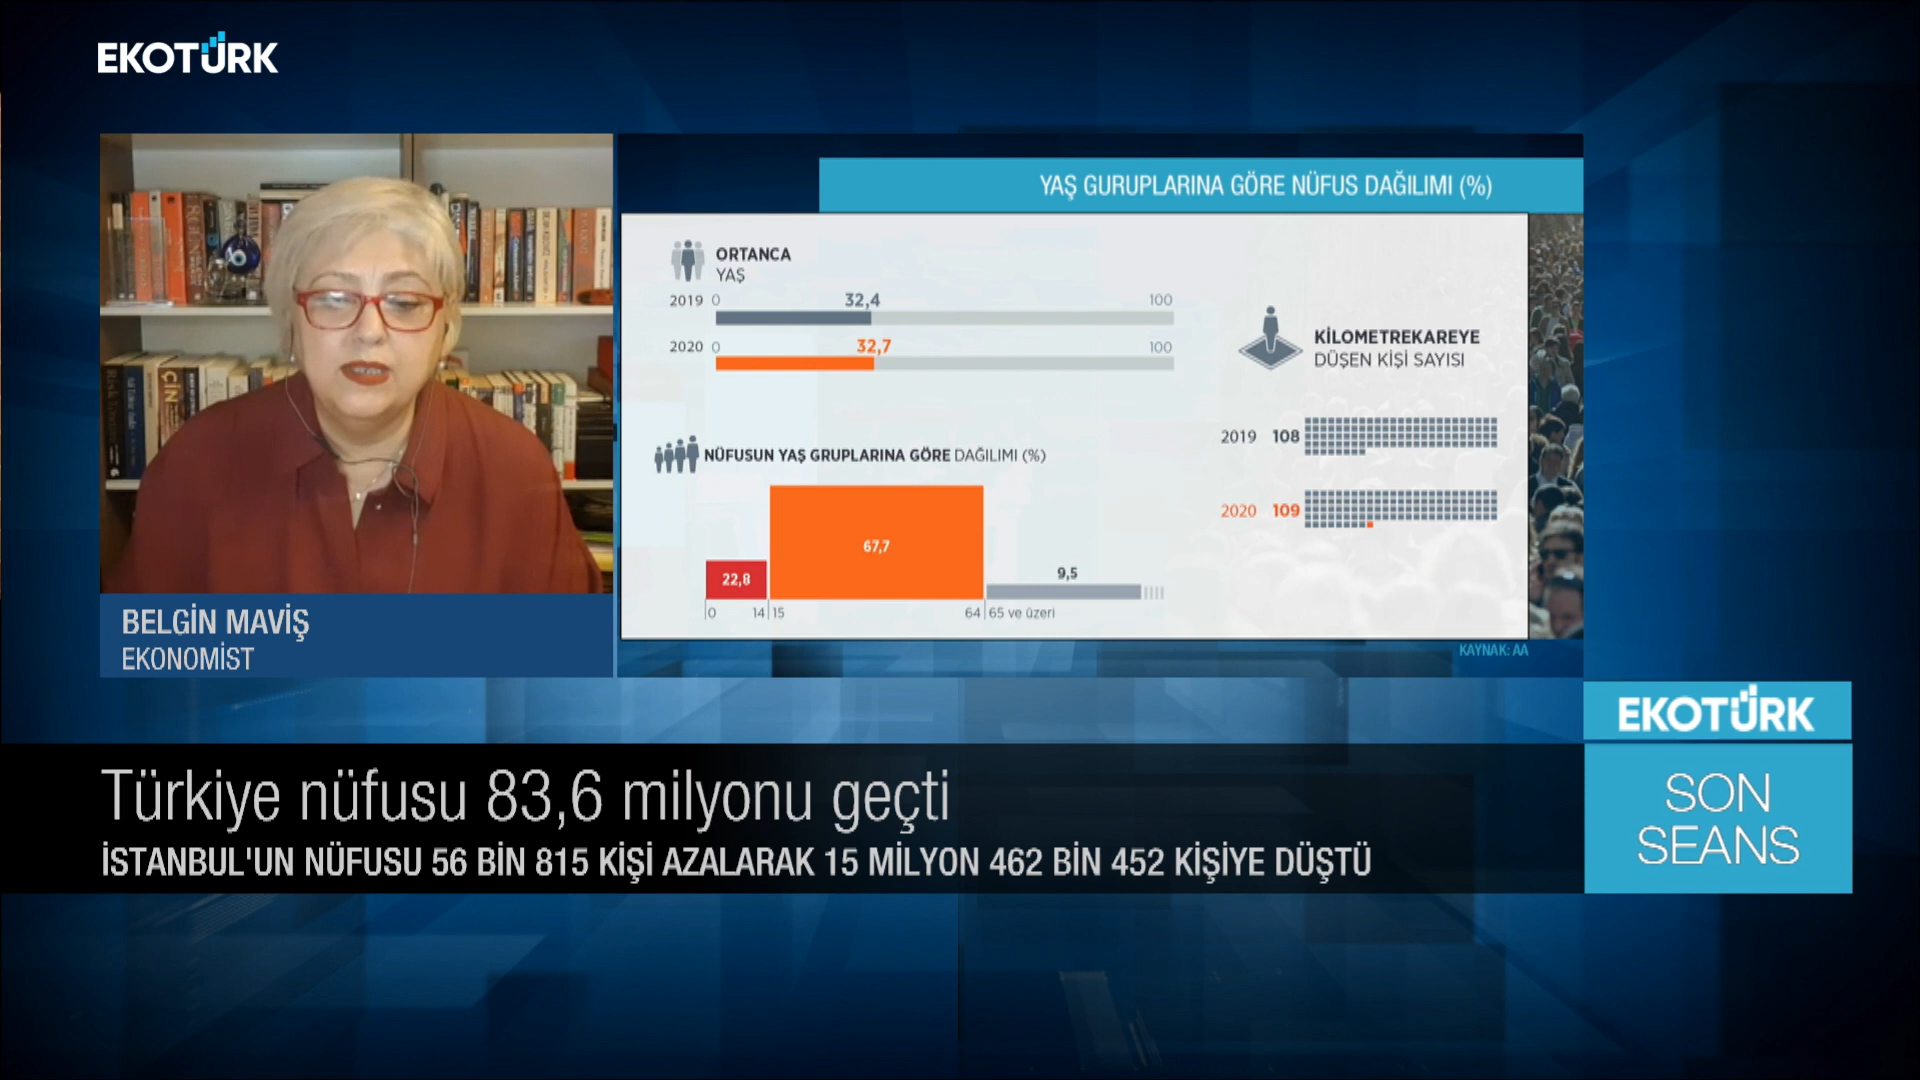 EKOTÜRK
YAŞ GURUPLARINA GÖRE NÜFUS DAĞILIMI (%)
ORTANCA
YAŞ
2019 0 32,4 100
2020 0 32,7 100
KİLOMETREKAREYE
DÜŞEN KİŞİ SAYISI
2019 108
2020 109
NÜFUSUN YAŞ GRUPLARINA GÖRE DAĞILIMI (%)
22,8
67,7
9,5
0 14 15 64 65 ve üzeri
KAYNAK: AA
ÇİN
BELGİN MAVİŞ
EKONOMİST
EKOTÜRK
SON
SEANS
Türkiye nüfusu 83,6 milyonu geçti
İSTANBUL'UN NÜFUSU 56 BİN 815 KİŞİ AZALARAK 15 MİLYON 462 BİN 452 KİŞİYE DÜŞTÜ